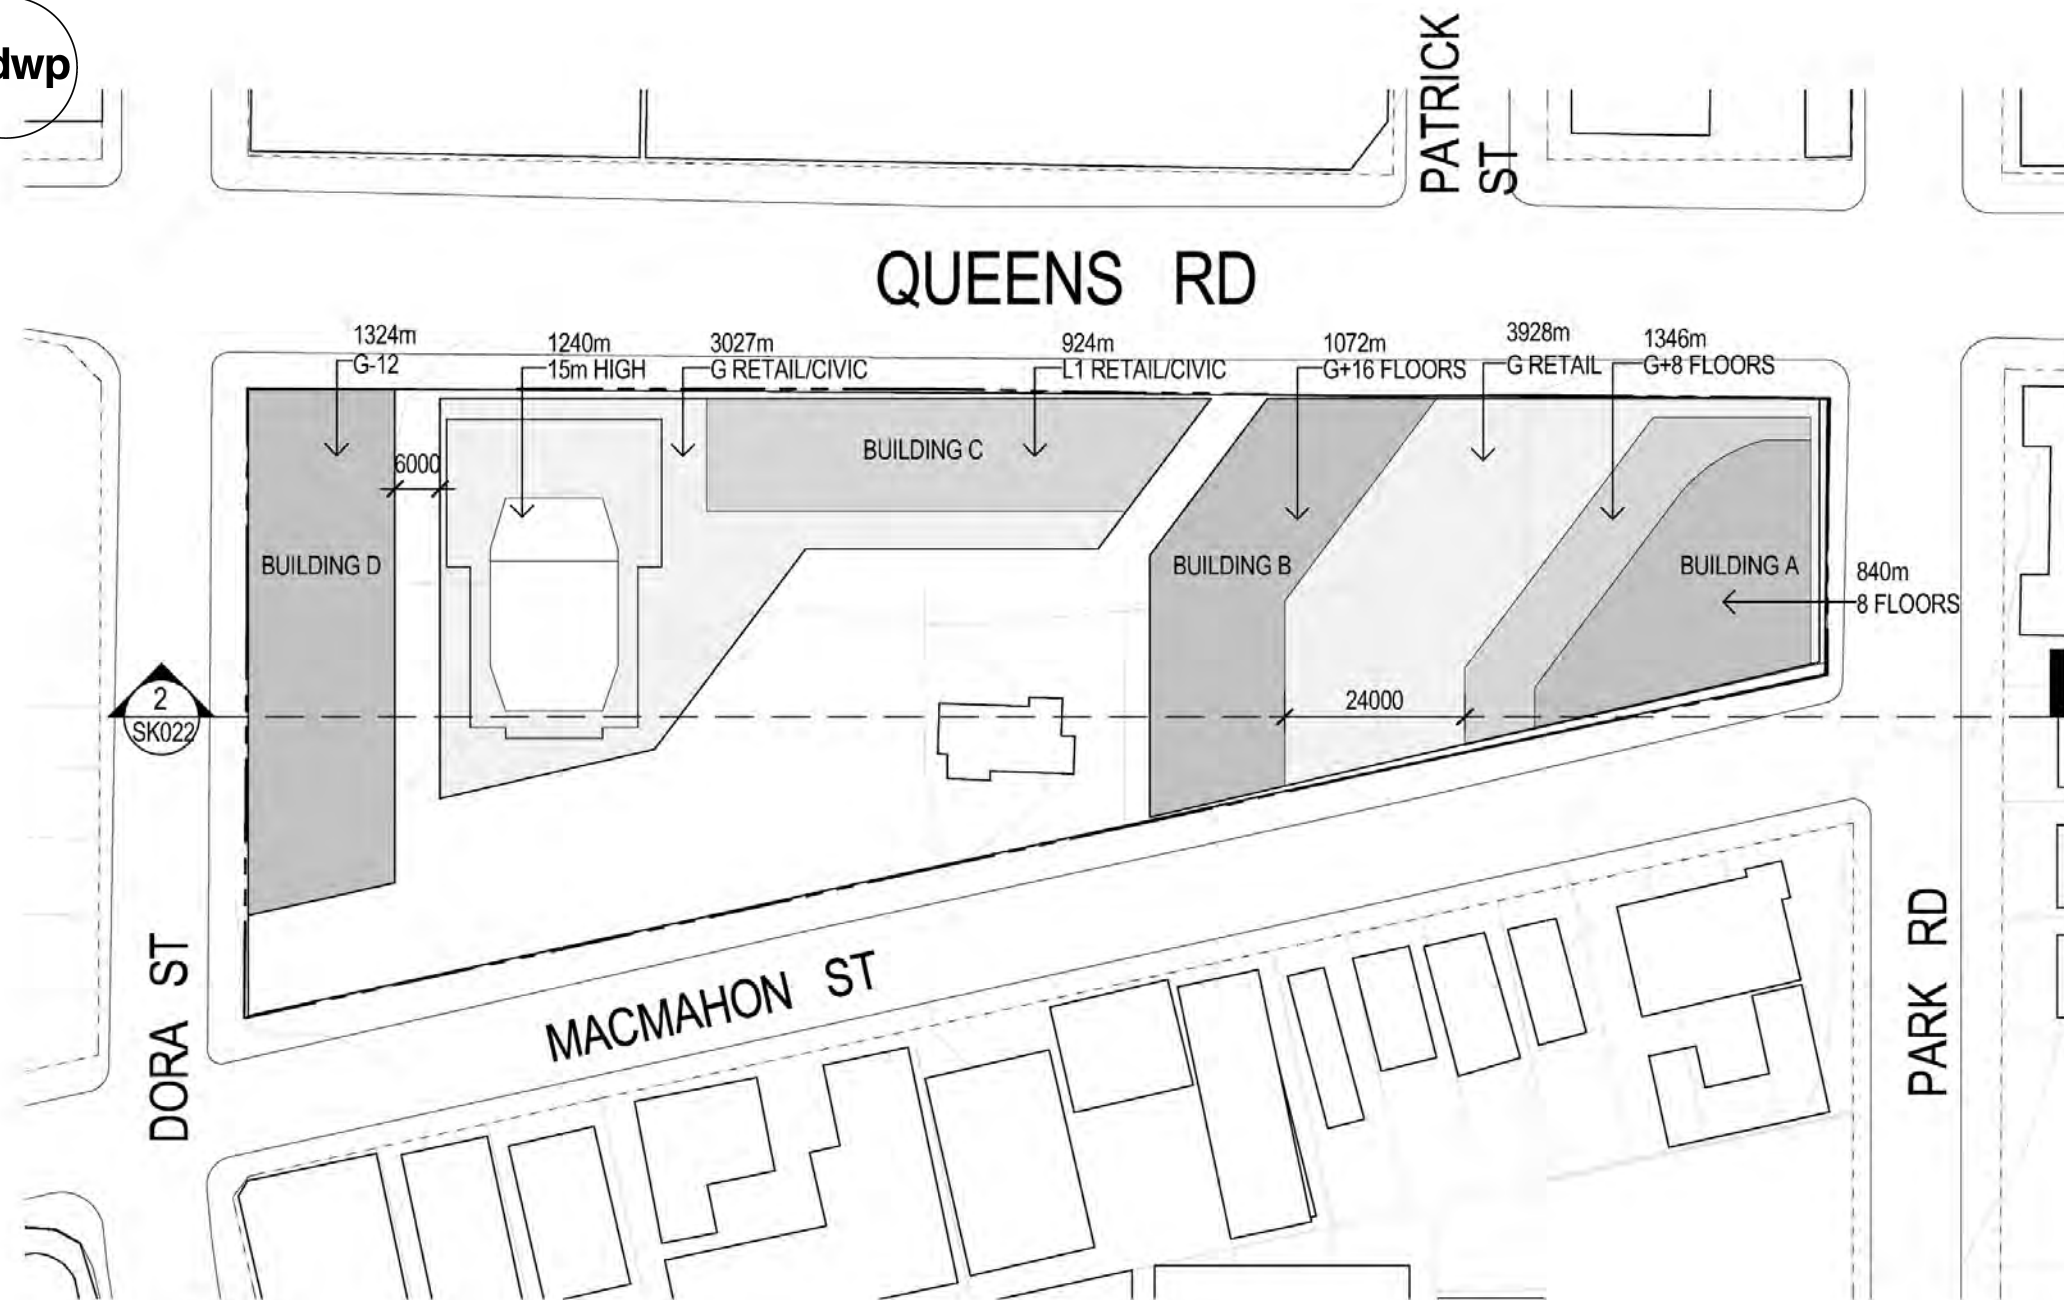 dwp
PATRICK
ST
QUEENS RD
1324m
G-12
1240m
15m HIGH
3027m
G RETAIL/CIVIC
924m
L1 RETAIL/CIVIC
1072m
G+16 FLOORS
3928m
G RETAIL
1346m
G+8 FLOORS
BUILDING C
6000
BUILDING D
BUILDING B
BUILDING A
840m
8 FLOORS
2
SK022
24000
MACMAHON ST
DORA ST
PARK RD